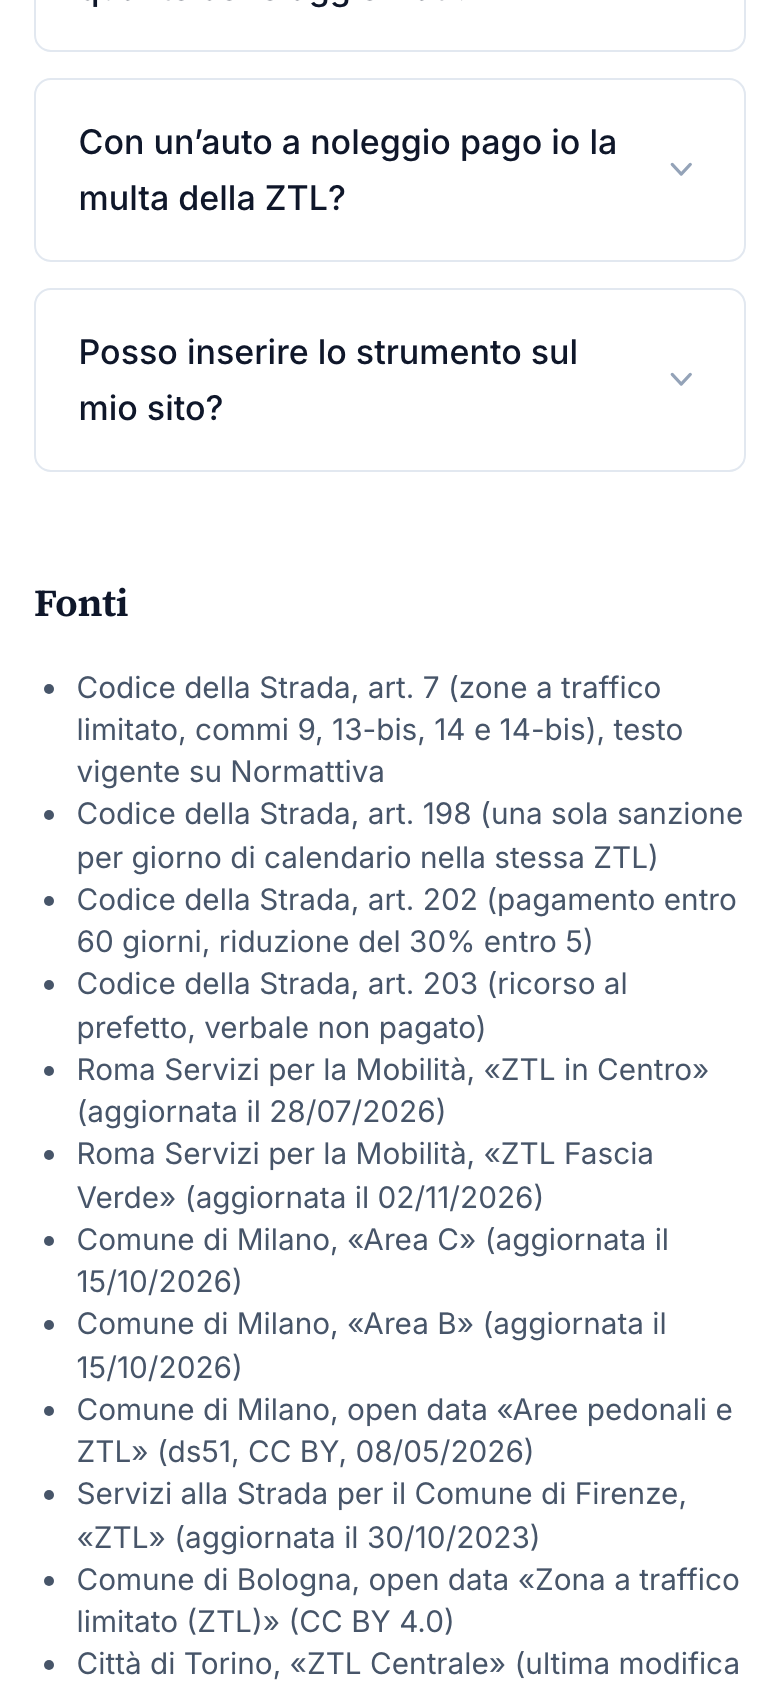 Con un’auto a noleggio pago io la
multa della ZTL?
Posso inserire lo strumento sul
mio sito?
Fonti
• Codice della Strada, art. 7 (zone a traffico
limitato, commi 9, 13-bis, 14 e 14-bis), testo
vigente su Normattiva
• Codice della Strada, art. 198 (una sola sanzione
per giorno di calendario nella stessa ZTL)
• Codice della Strada, art. 202 (pagamento entro
60 giorni, riduzione del 30% entro 5)
• Codice della Strada, art. 203 (ricorso al
prefetto, verbale non pagato)
• Roma Servizi per la Mobilità, «ZTL in Centro»
(aggiornata il 28/07/2026)
• Roma Servizi per la Mobilità, «ZTL Fascia
Verde» (aggiornata il 02/11/2026)
• Comune di Milano, «Area C» (aggiornata il
15/10/2026)
• Comune di Milano, «Area B» (aggiornata il
15/10/2026)
• Comune di Milano, open data «Aree pedonali e
ZTL» (ds51, CC BY, 08/05/2026)
• Servizi alla Strada per il Comune di Firenze,
«ZTL» (aggiornata il 30/10/2023)
• Comune di Bologna, open data «Zona a traffico
limitato (ZTL)» (CC BY 4.0)
• Città di Torino, «ZTL Centrale» (ultima modifica